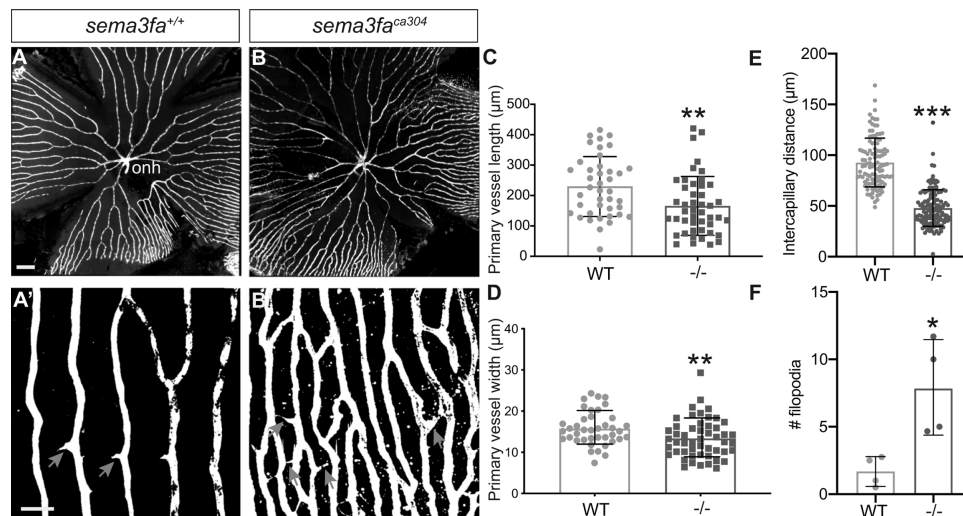 sema3fa+/+
sema3faca304
A
onh
B
A'
B'
C
Primary vessel length (µm)
500
400
300
200
100
0
**
WT
-/-
D
Primary vessel width (µm)
40
30
20
10
0
**
WT
-/-
E
Intercapillary distance (µm)
200
150
100
50
0
***
WT
-/-
F
# filopodia
15
10
5
0
*
WT
-/-